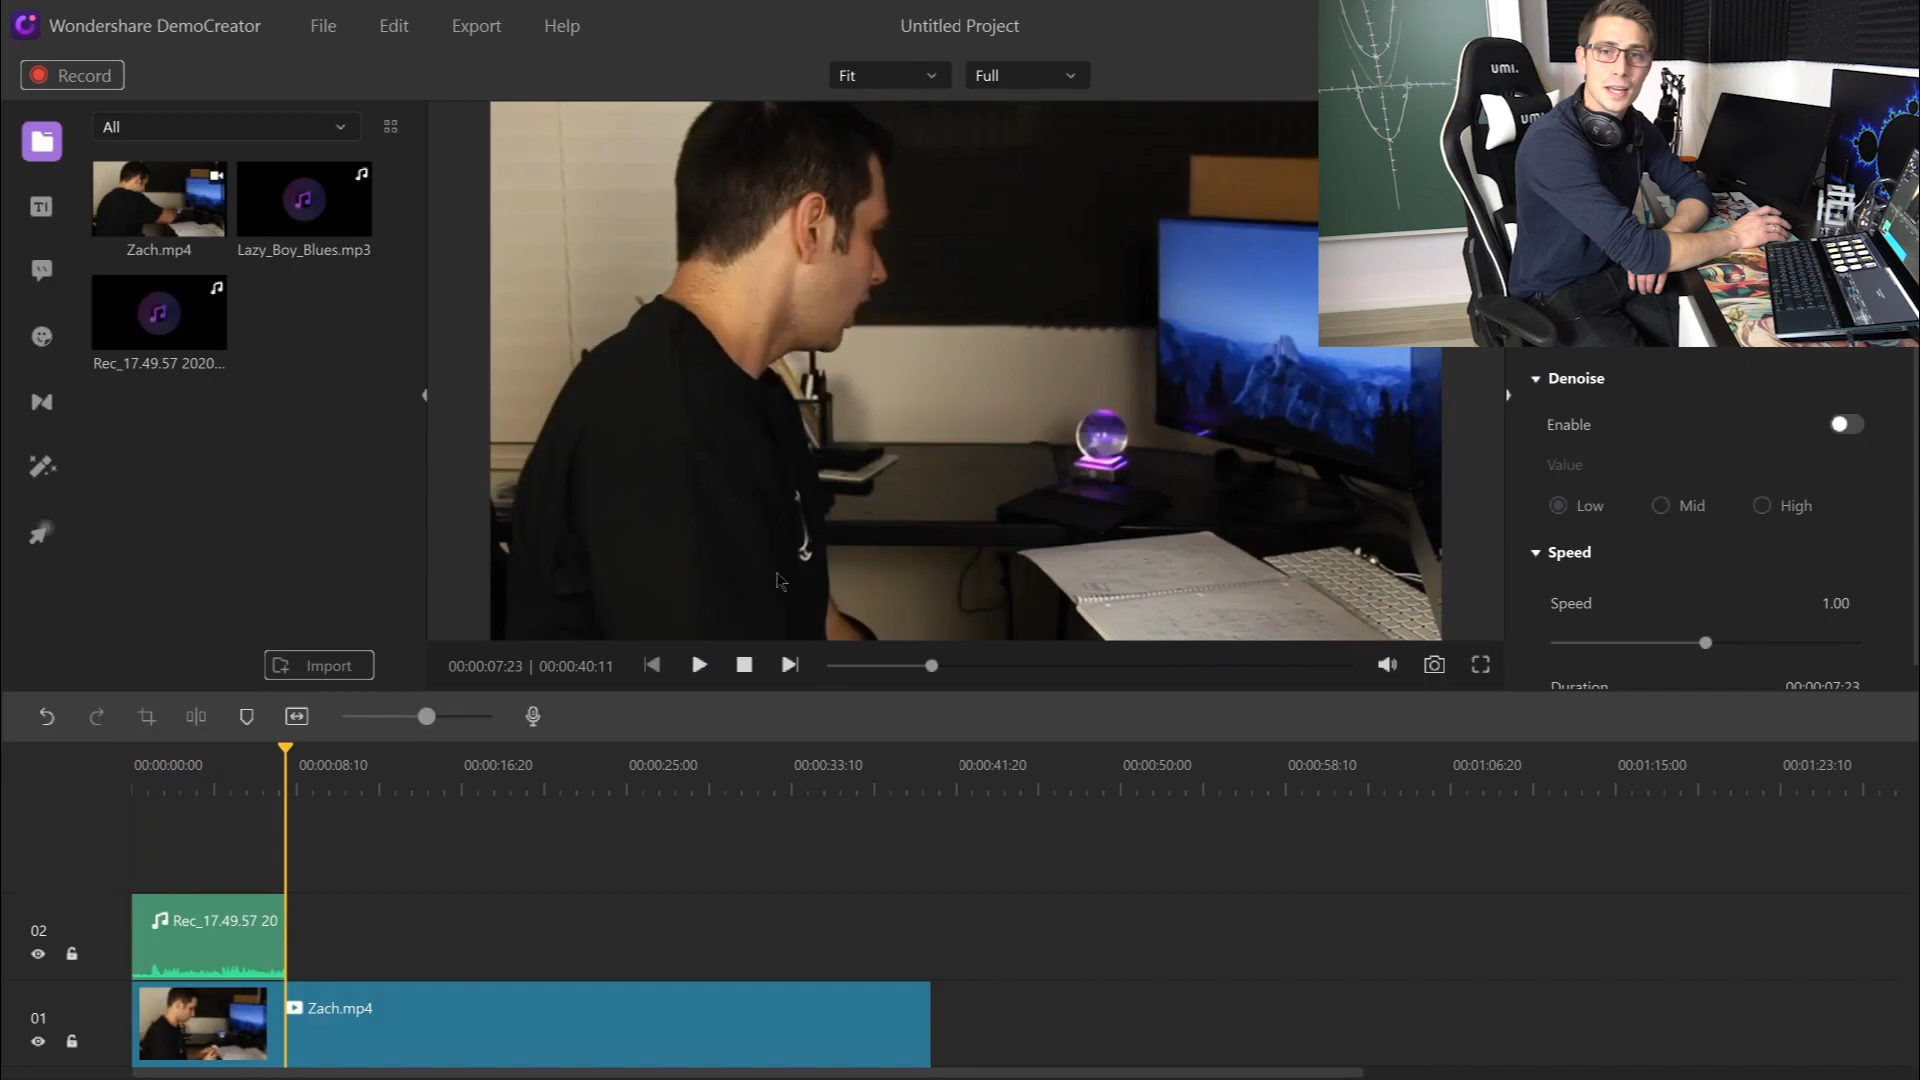 Wondershare DemoCreator File Edit Export Help Untitled Project
Record Fit Full
All
Zach.mp4 Lazy_Boy_Blues.mp3
Rec_17.49.57 2020...
UMI.
UMI
Denoise
Enable
Value
Low Mid High
Speed
Speed 1.00
Duration 00:00:07:23
Import
00:00:07:23 | 00:00:40:11
00:00:00:00 00:00:08:10 00:00:16:20 00:00:25:00 00:00:33:10 00:00:41:20 00:00:50:00 00:00:58:10 00:01:06:20 00:01:15:00 00:01:23:10
02 Rec_17.49.57 20
01 Zach.mp4